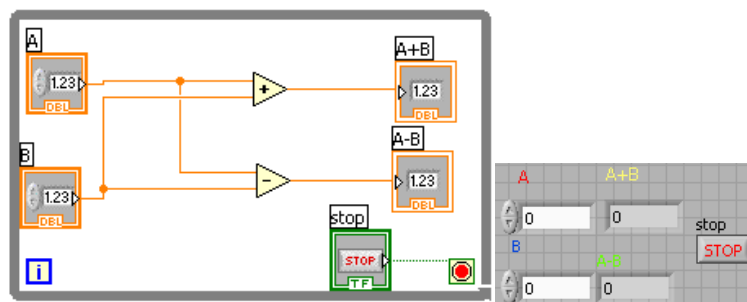 A
1.23
DBL
B
1.23
DBL
+
-
A+B
1.23
DBL
A-B
1.23
DBL
stop
STOP
TF
i
A
A+B
0
0
stop
STOP
B
A-B
0
0